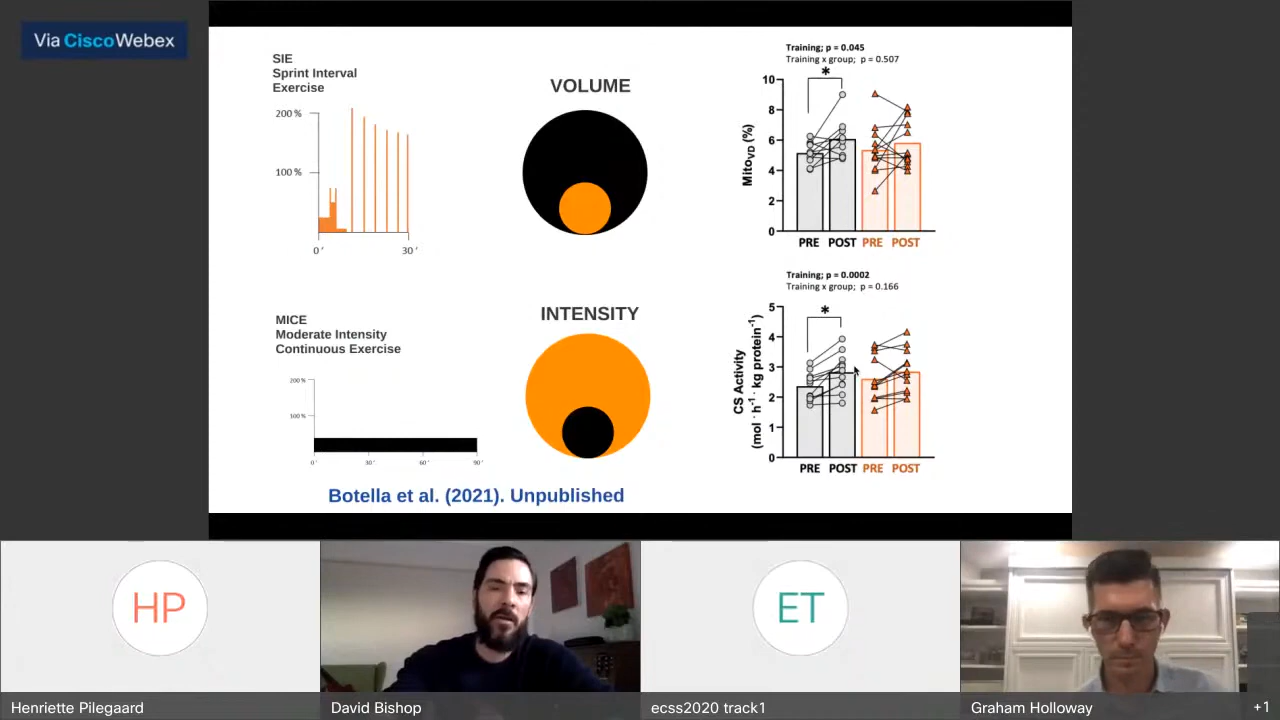 Via Cisco Webex
SIE
Sprint Interval
Exercise
200 %
100 %
0 ’
30 ’
VOLUME
Training; p = 0.045
Training x group; p = 0.507
*
10
8
6
4
2
0
MitoVD (%)
PRE POST PRE POST
MICE
Moderate Intensity
Continuous Exercise
200 %
100 %
0 ’
30 ’
60 ’
90 ’
INTENSITY
Training; p = 0.0002
Training x group; p = 0.166
*
5
4
3
2
1
0
CS Activity
(mol · h⁻¹ · kg protein⁻¹)
PRE POST PRE POST
Botella et al. (2021). Unpublished
HP
ET
Henriette Pilegaard
David Bishop
ecss2020 track1
Graham Holloway
+1